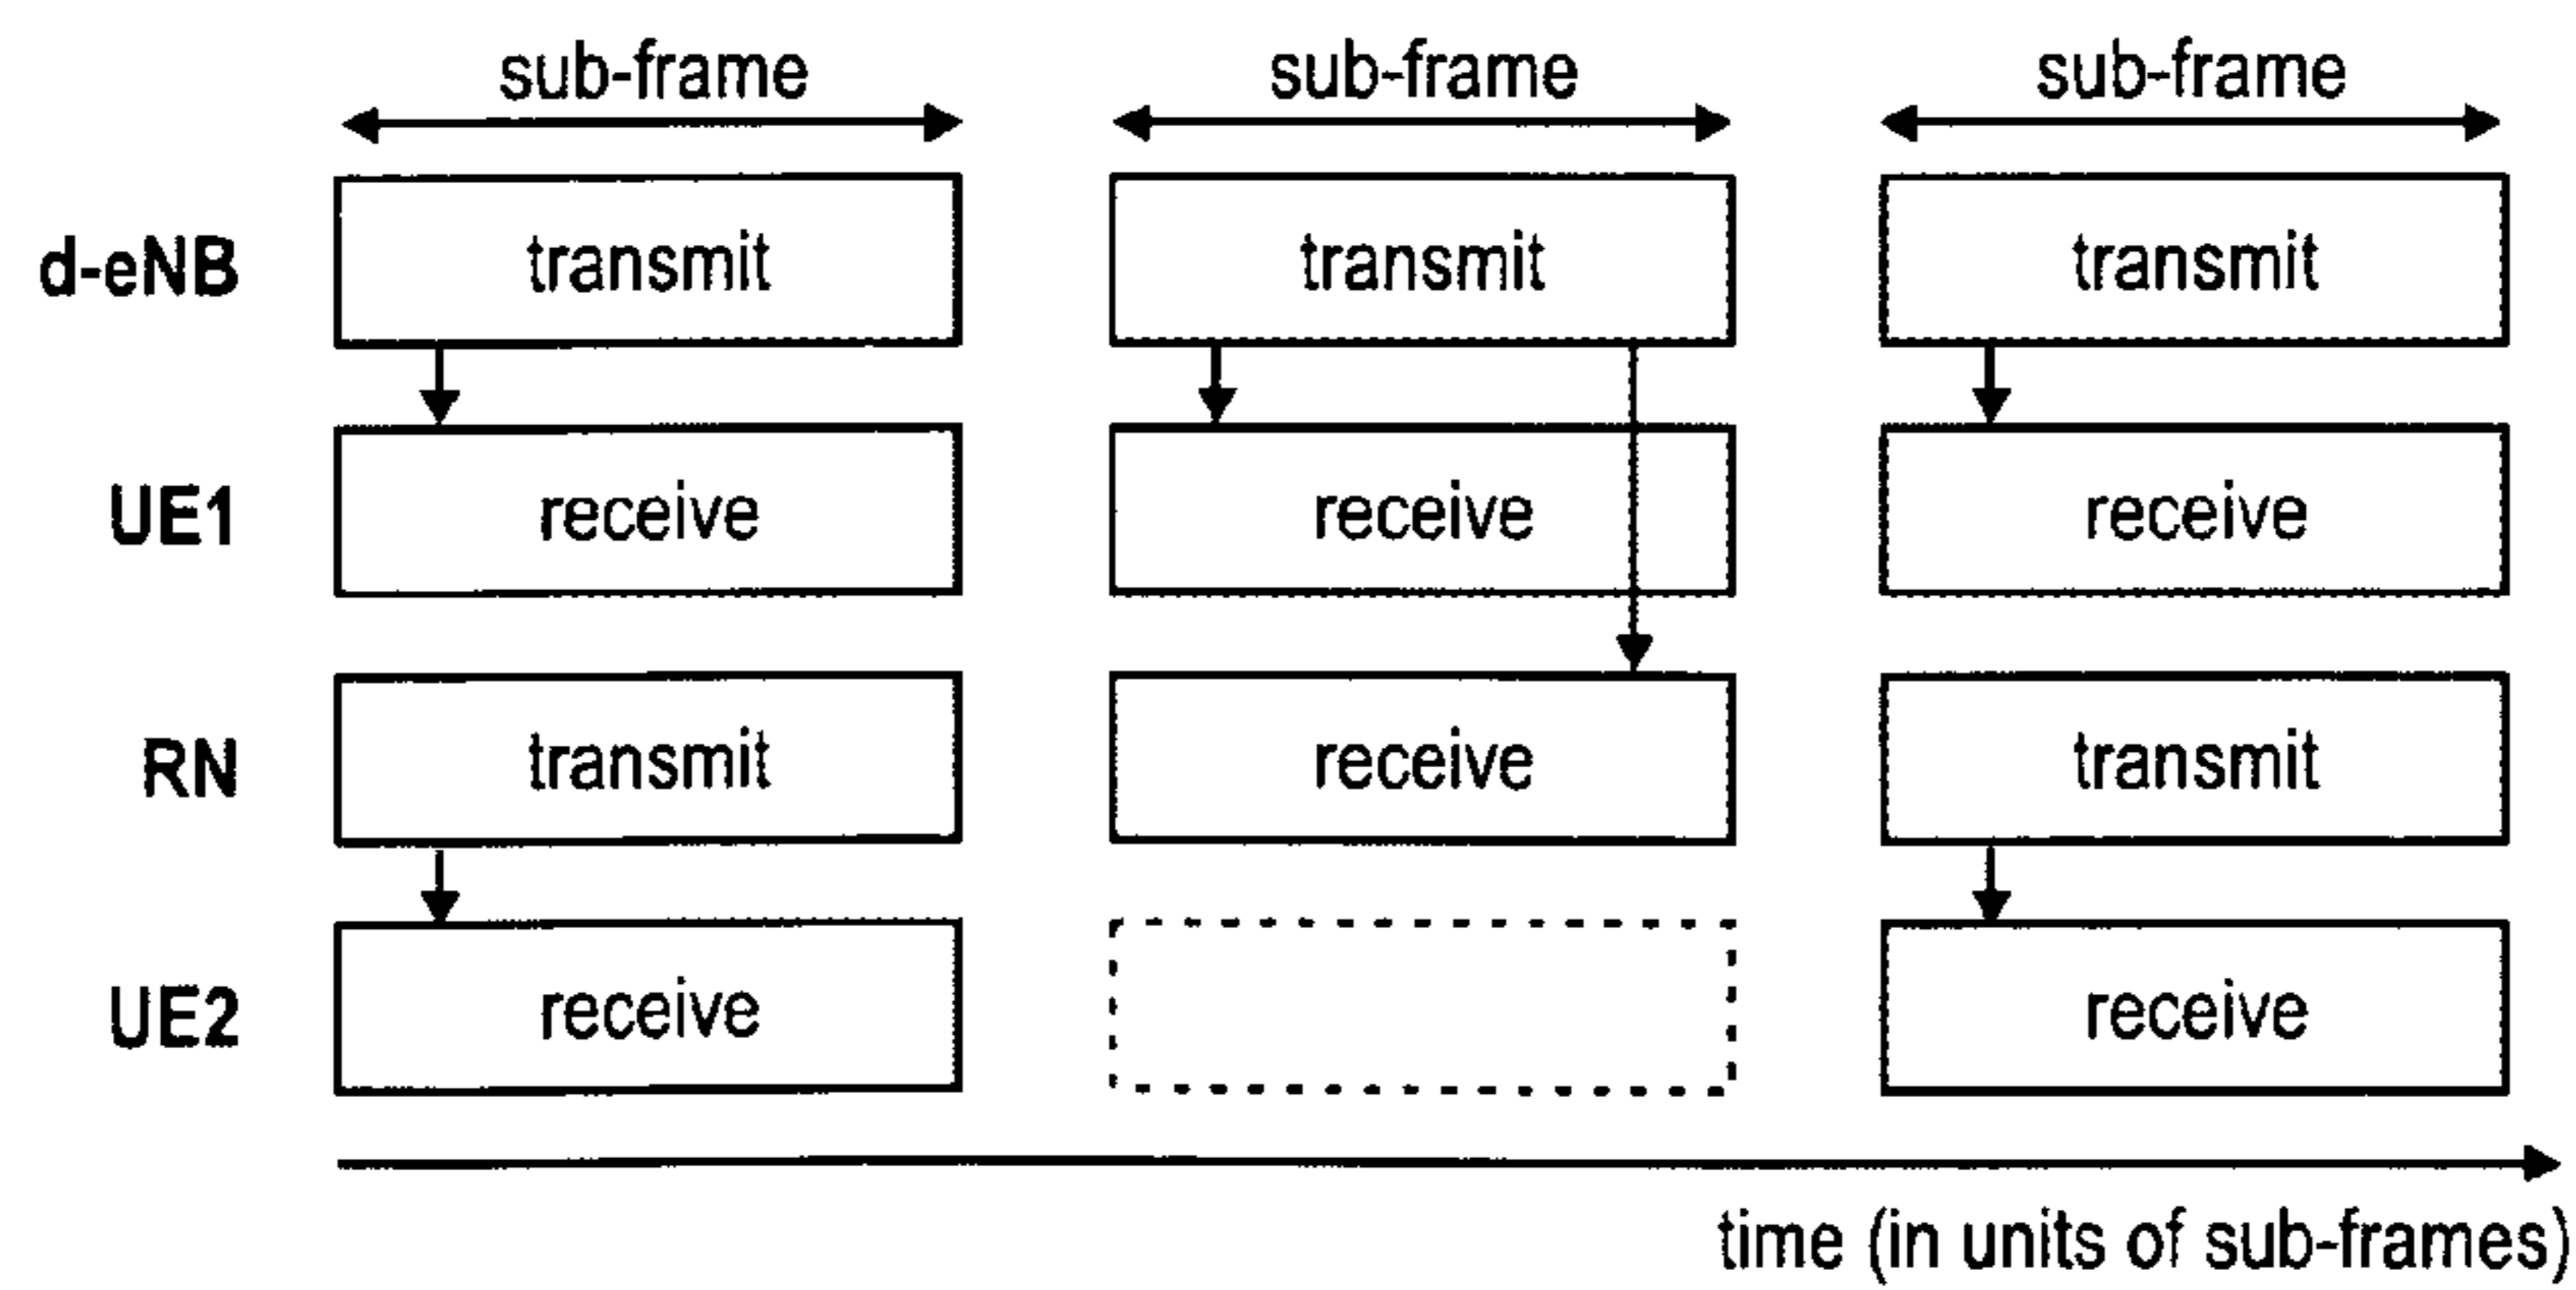 sub-frame sub-frame sub-frame
d-eNB transmit transmit transmit
UE1 receive receive receive
RN transmit receive transmit
UE2 receive receive
time (in units of sub-frames)